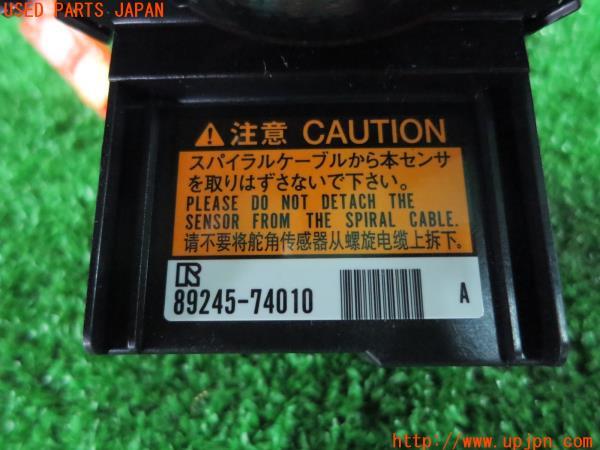 USED PARTS JAPAN
注意 CAUTION
スパイラルケーブルから本センサ
を取りはずさないで下さい。
PLEASE DO NOT DETACH THE
SENSOR FROM THE SPIRAL CABLE.
请不要将舵角传感器从螺旋电缆上拆下。
R
89245-74010
A
http://www.upjpn.com